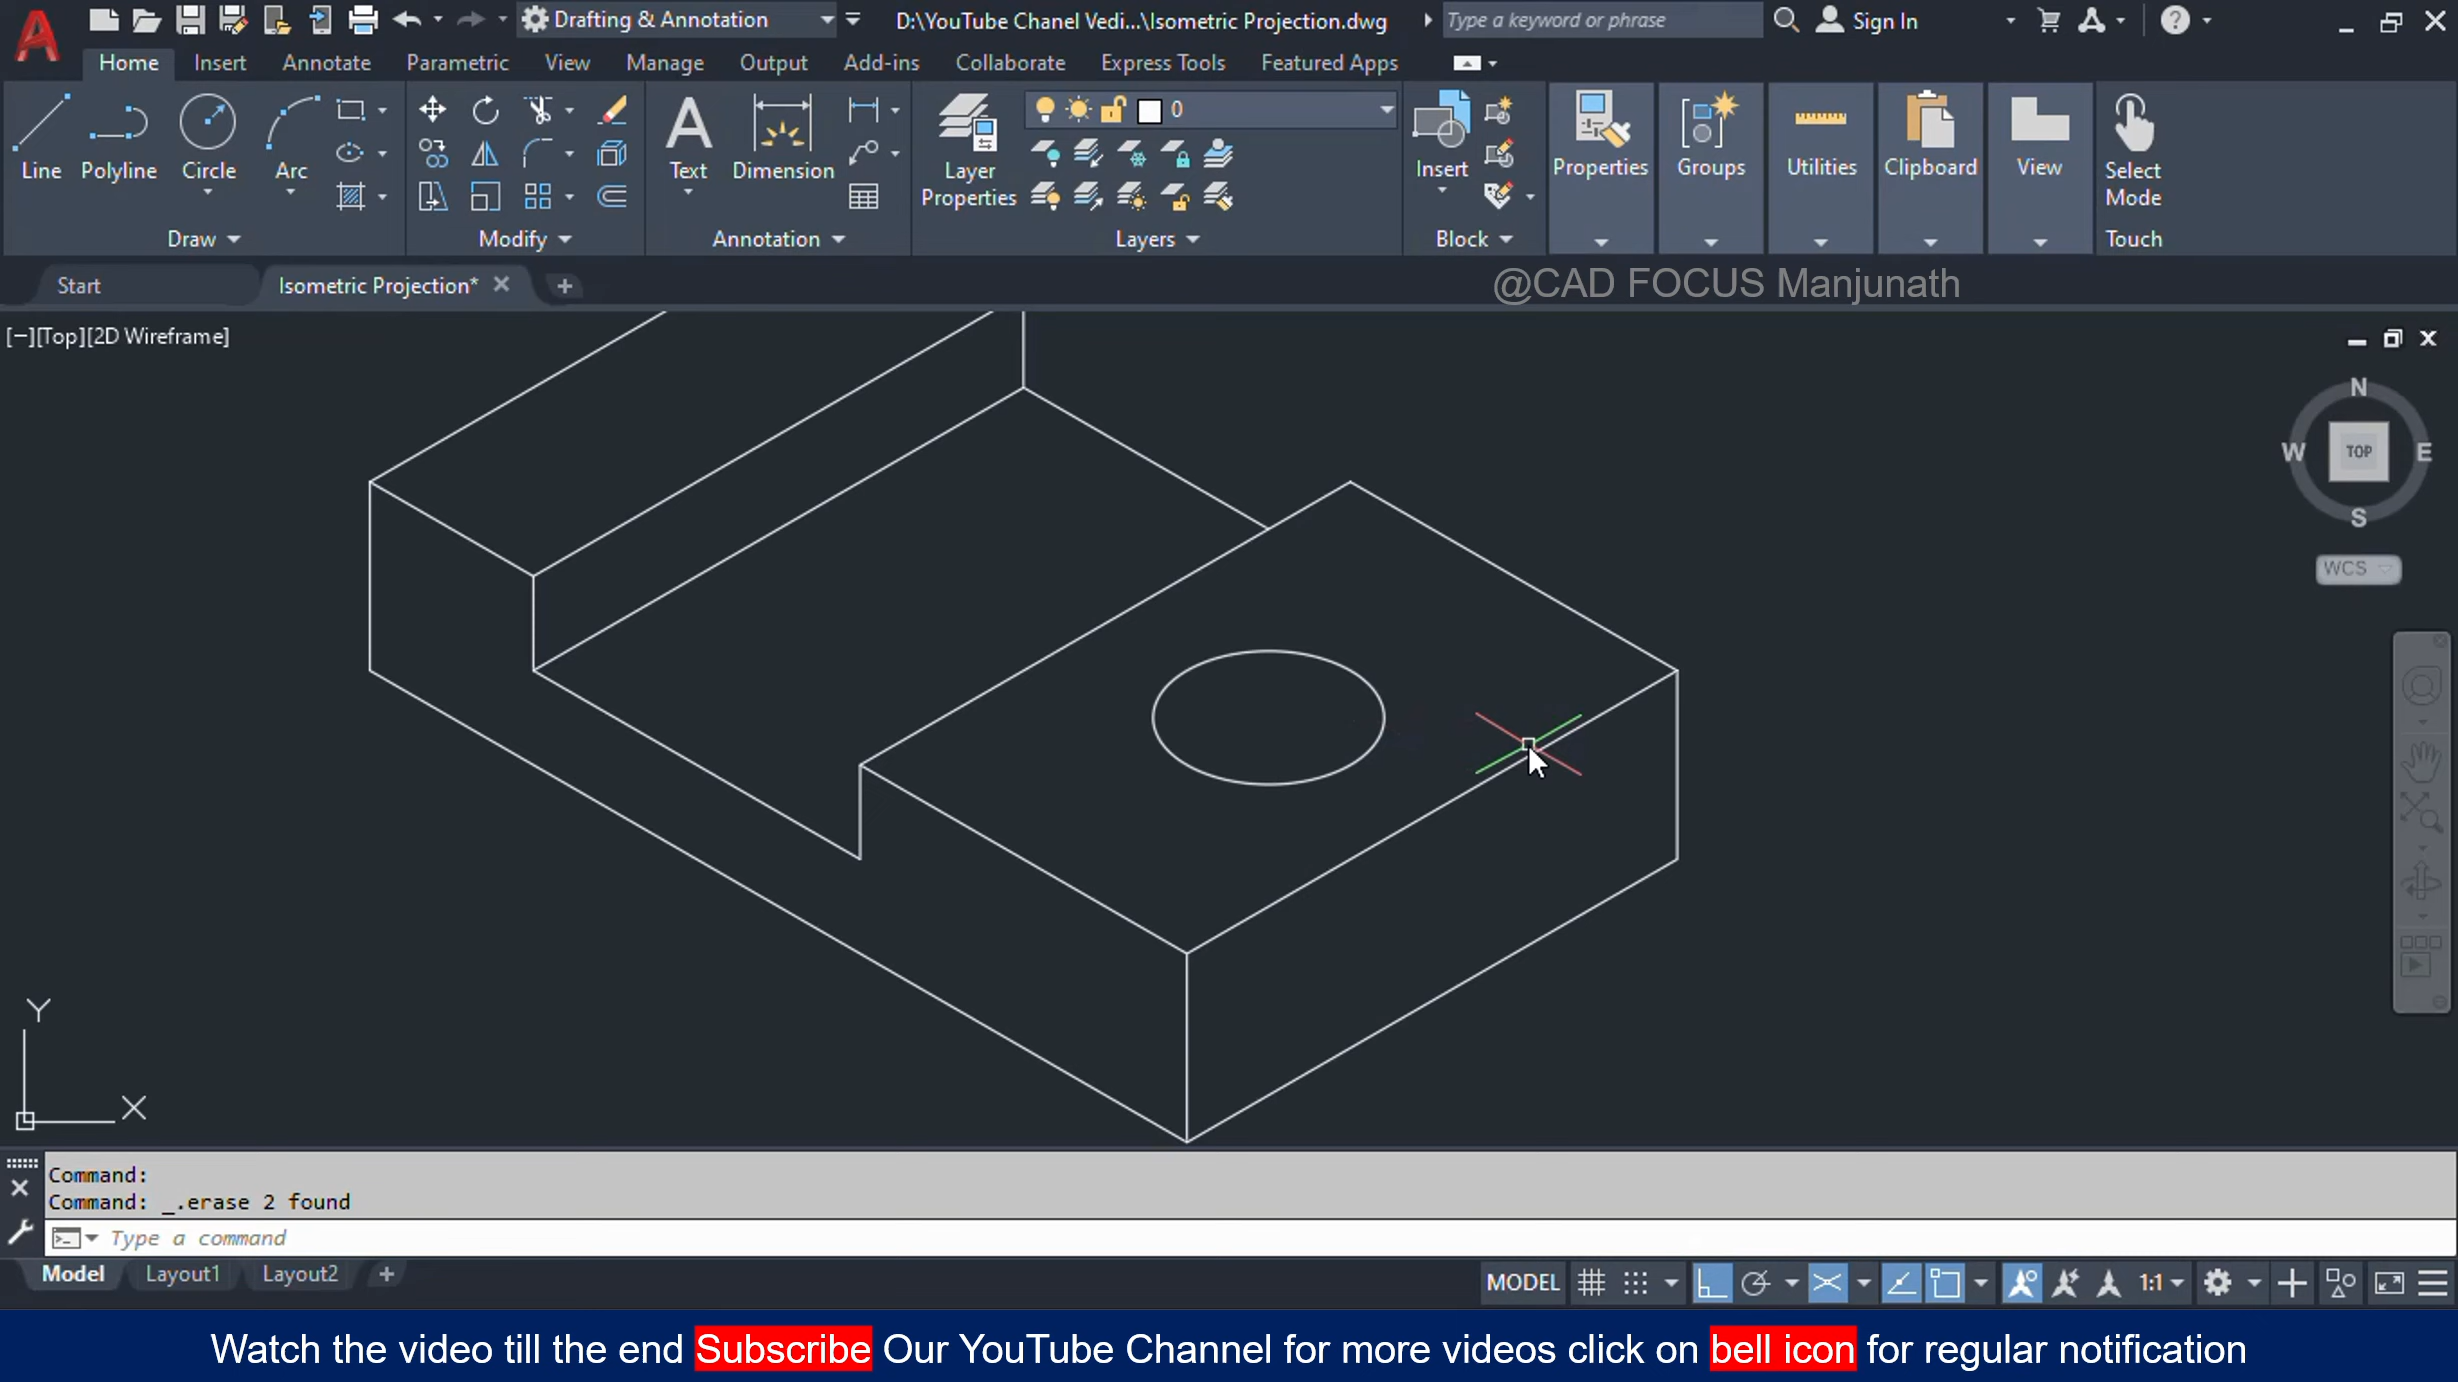 Drafting & Annotation
D:\YouTube Chanel Vedi...\Isometric Projection.dwg
Type a keyword or phrase
Sign In
Home Insert Annotate Parametric View Manage Output Add-ins Collaborate Express Tools Featured Apps
0
Line Polyline Circle Arc
Text Dimension
Layer Properties
Insert
Properties Groups Utilities Clipboard View
Select Mode
Draw Modify Annotation Layers Block Touch
Start Isometric Projection*
@CAD FOCUS Manjunath
[−][Top][2D Wireframe]
N
W TOP E
S
WCS
Y
X
Command:
Command: _.erase 2 found
Type a command
Model Layout1 Layout2
MODEL 1:1
Watch the video till the end Subscribe Our YouTube Channel for more videos click on bell icon for regular notification